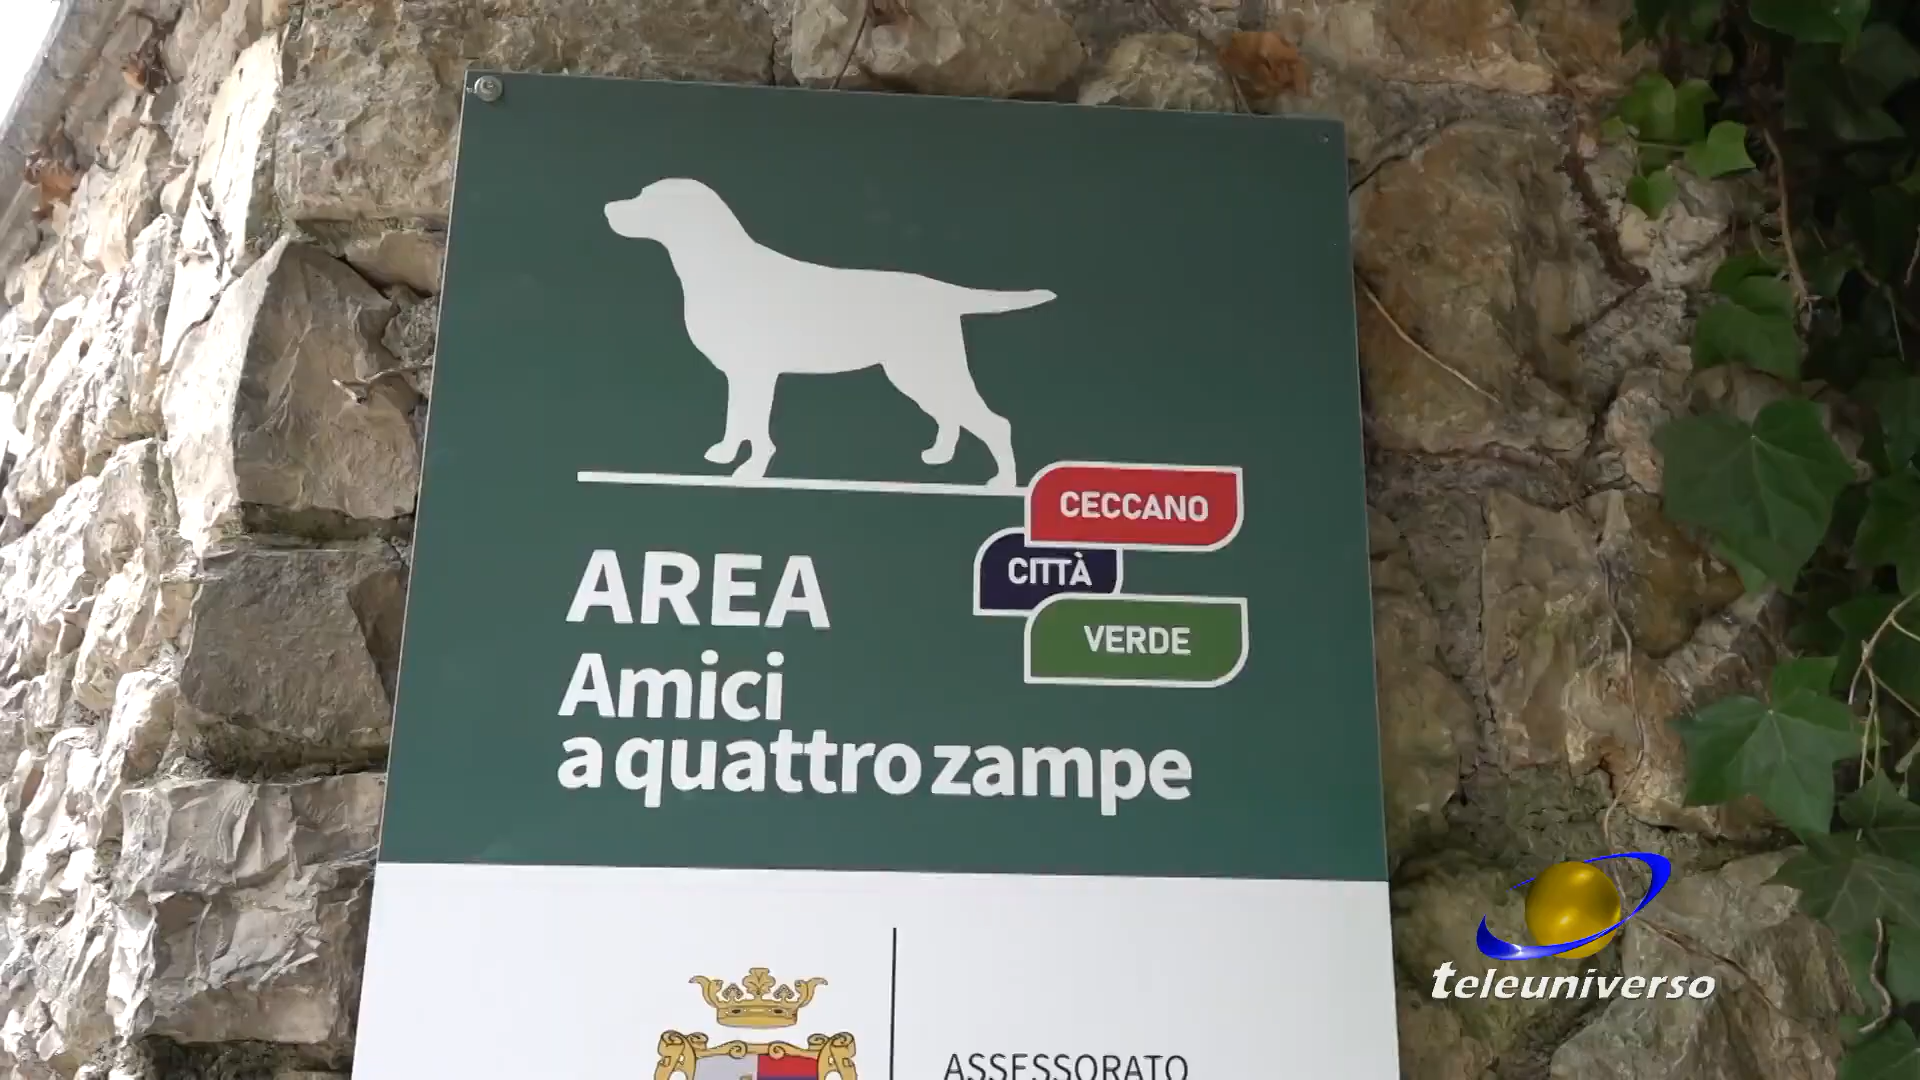 CECCANO
CITTÀ
VERDE
AREA
Amici
a quattro zampe
ASSESSORATO
teleuniverso